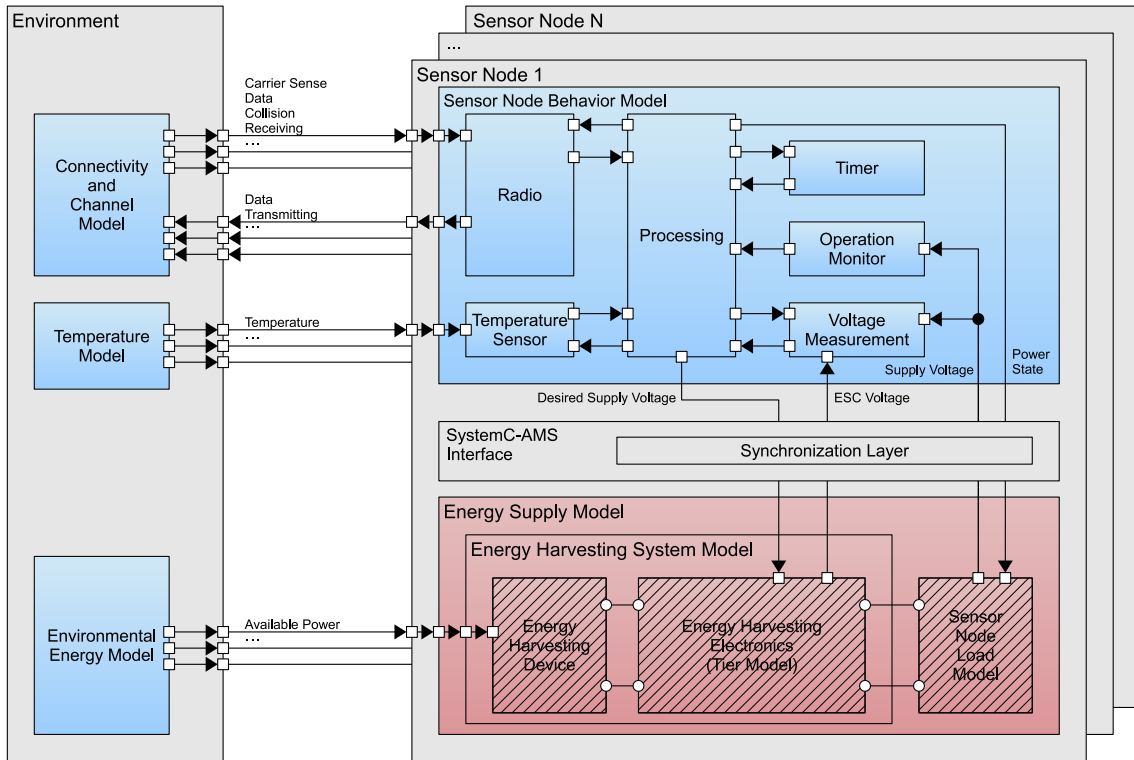 Environment
Sensor Node N
...
Sensor Node 1
Sensor Node Behavior Model
Carrier Sense
Data
Collision
Receiving
...
Connectivity
and
Channel
Model
Data
Transmitting
...
Radio
Processing
Timer
Operation
Monitor
Temperature
Model
Temperature
...
Temperature
Sensor
Voltage
Measurement
Supply Voltage
Power
State
Desired Supply Voltage
ESC Voltage
SystemC-AMS
Interface
Synchronization Layer
Energy Supply Model
Energy Harvesting System Model
Environmental
Energy Model
Available Power
...
Energy
Harvesting
Device
Energy Harvesting
Electronics
(Tier Model)
Sensor
Node
Load
Model